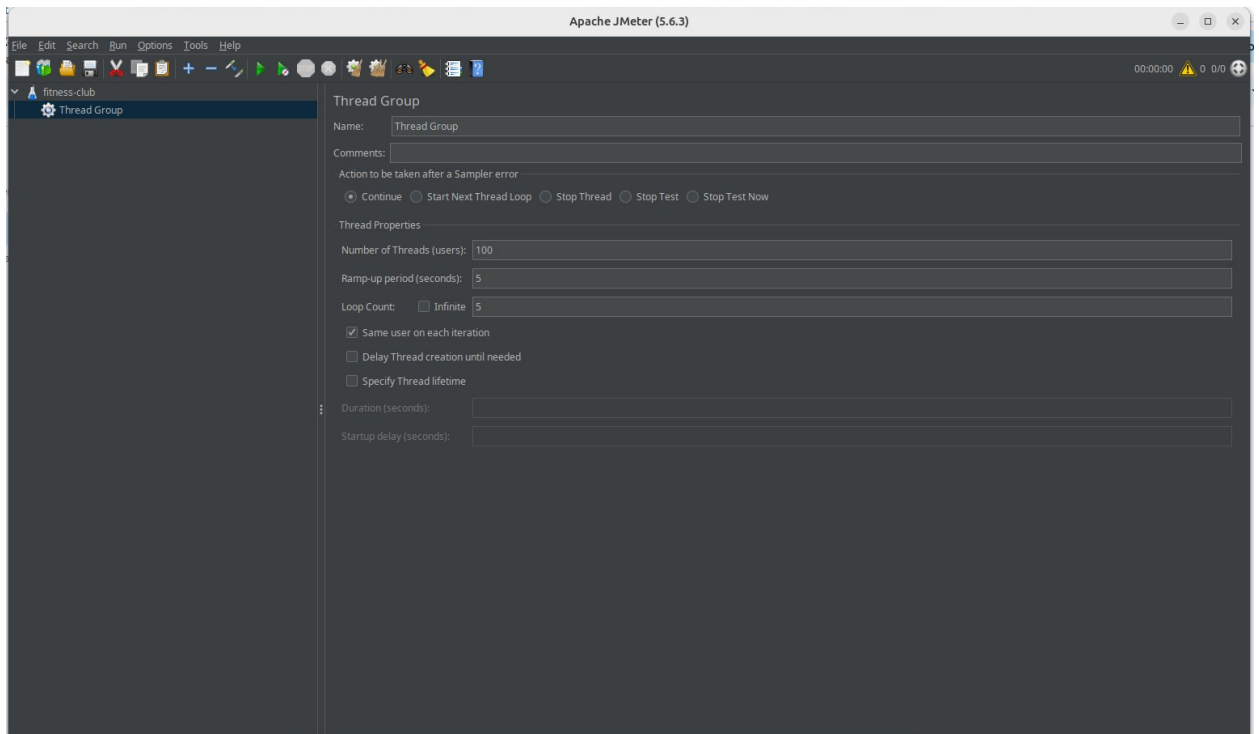 Apache JMeter (5.6.3)
File Edit Search Run Options Tools Help
00:00:00 0 0/0
fitness-club
Thread Group
Thread Group
Name: Thread Group
Comments:
Action to be taken after a Sampler error
Continue Start Next Thread Loop Stop Thread Stop Test Stop Test Now
Thread Properties
Number of Threads (users): 100
Ramp-up period (seconds): 5
Loop Count: Infinite 5
Same user on each iteration
Delay Thread creation until needed
Specify Thread lifetime
Duration (seconds):
Startup delay (seconds):